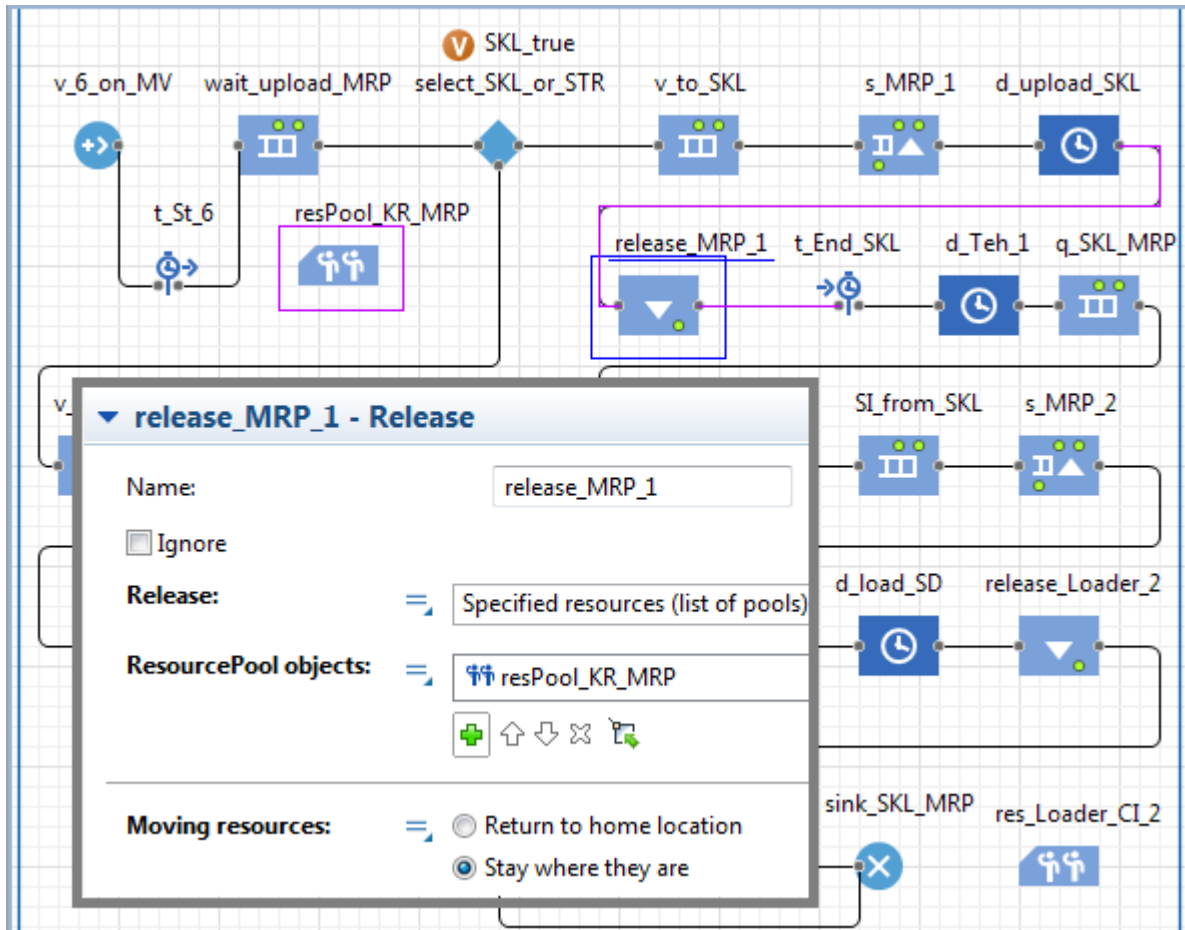 V SKL_true
v_6_on_MV wait_upload_MRP select_SKL_or_STR v_to_SKL s_MRP_1 d_upload_SKL
t_St_6 resPool_KR_MRP
release_MRP_1 t_End_SKL d_Teh_1 q_SKL_MRP
v_ SI_from_SKL s_MRP_2
release_MRP_1 - Release
Name: release_MRP_1
Ignore
Release: Specified resources (list of pools)
ResourcePool objects: resPool_KR_MRP
Moving resources: Return to home location
Stay where they are
d_load_SD release_Loader_2
sink_SKL_MRP res_Loader_CI_2